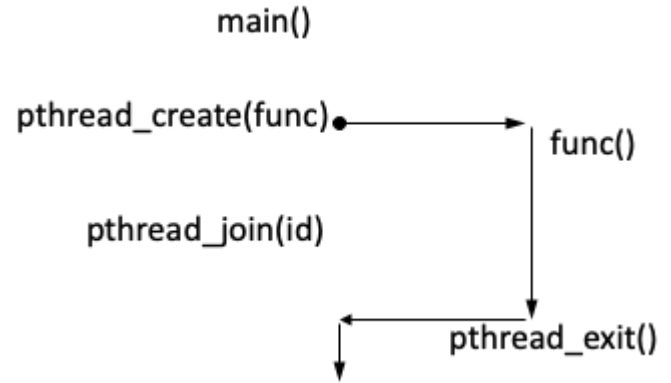 main()
pthread_create(func)
func()
pthread_join(id)
pthread_exit()